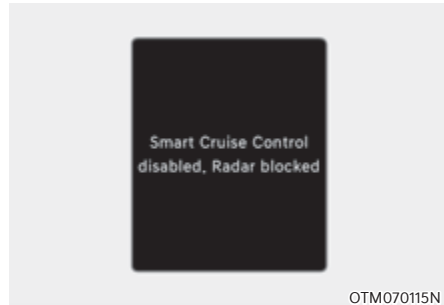 Smart Cruise Control
disabled, Radar blocked
OTM070115N